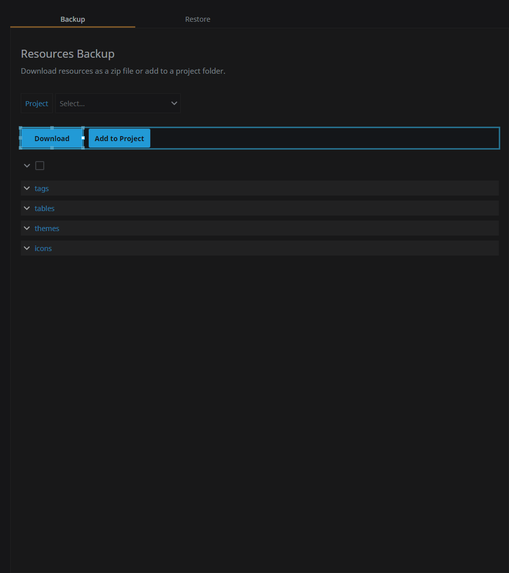 Backup Restore
Resources Backup
Download resources as a zip file or add to a project folder.
Project Select...
Download Add to Project
tags
tables
themes
icons